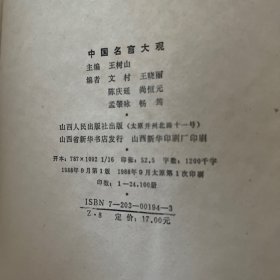 中国名言大观
主编 王树山
编者 文村 王晓丽
陈庆延 尚恒元
孟肇咏 杨
山西人民出版社出版 (太原并州北路十一号)
山西省新华书店发行 山西新华印刷厂印刷
开本:787×1092 1/16 印张:52.5 字数:1200千字
1988年9月第1版 1988年9月太原第1次印刷
印数:1—24,100册
ISBN 7-203-00194-3
Z·8 定价:17.00元